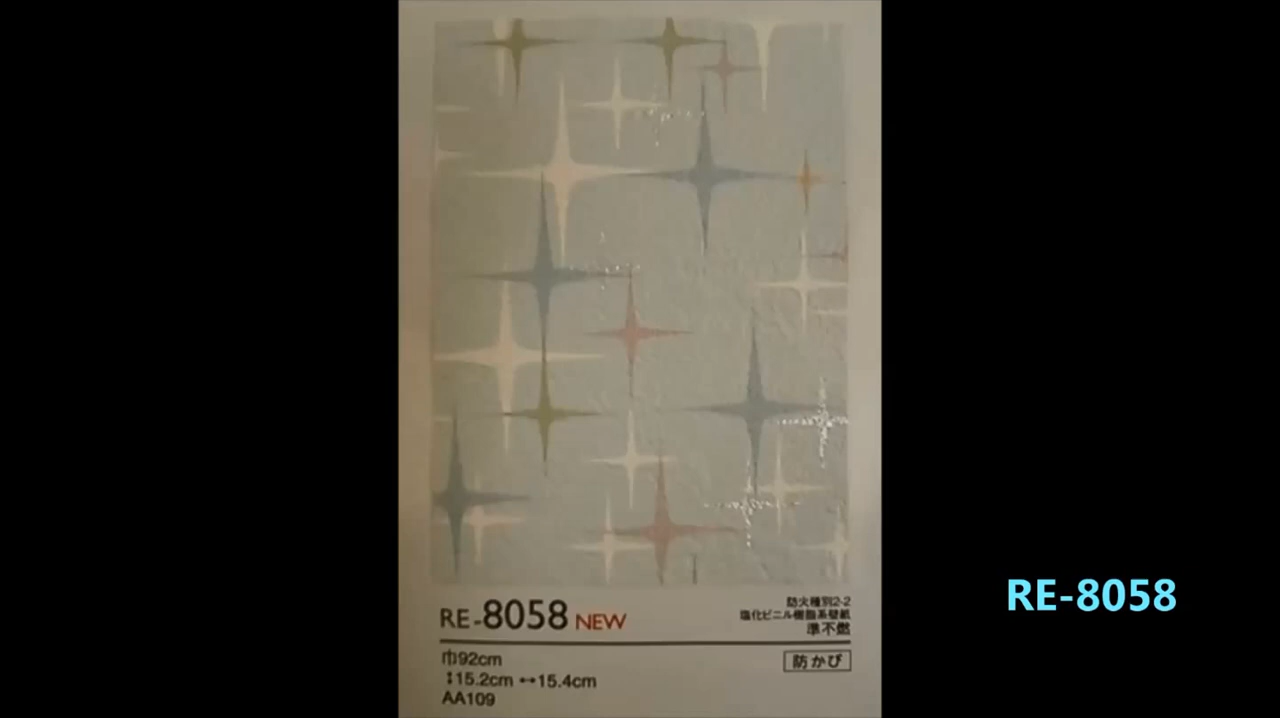 RE-8058 NEW
防火種別2-2
塩化ビニル樹脂系壁紙
準不燃
巾92cm
↕15.2cm ↔15.4cm
AA109
防かび
RE-8058